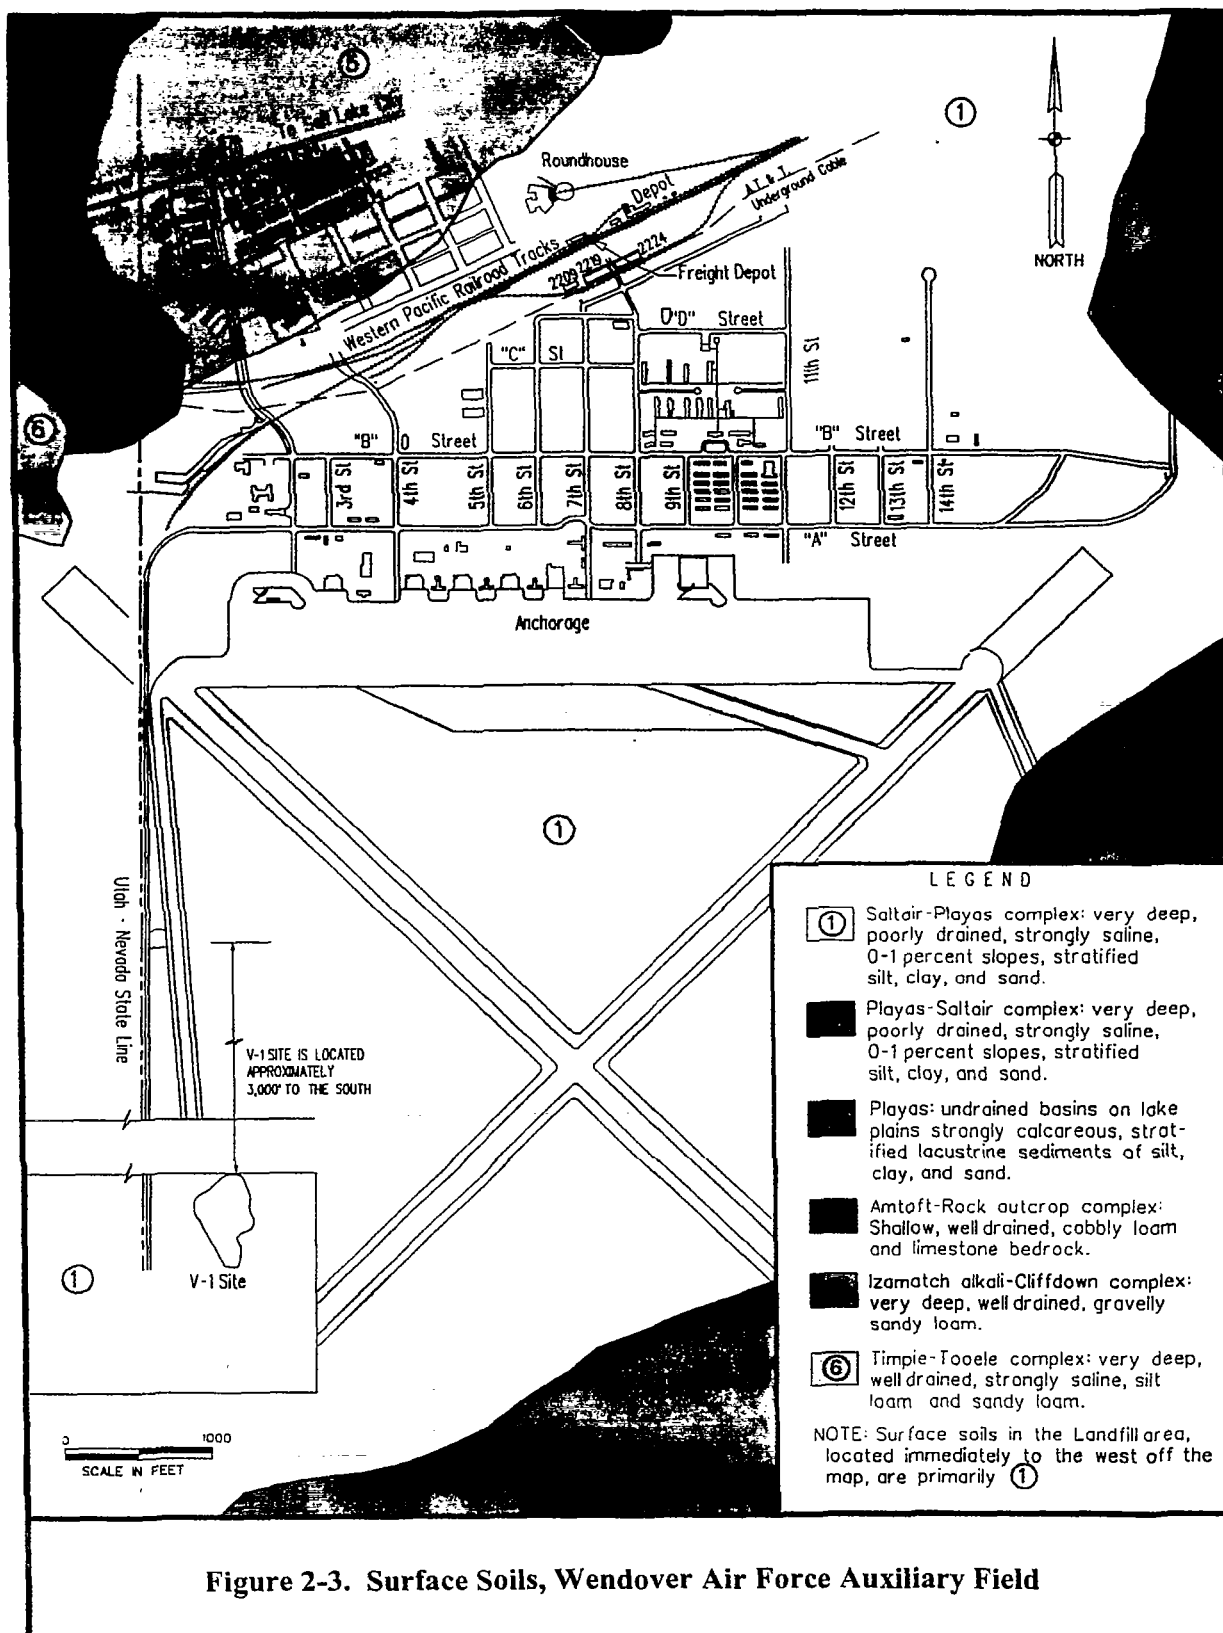 6
To Salt Lake City
1
Roundhouse
Depot
A.T. & T.
Underground Cable
NORTH
Western Pacific Railroad Tracks
2209
2219
2224
Freight Depot
"D" Street
"C" St
11th St
6
"B" Street
"B" Street
3rd St
4th St
5th St
6th St
7th St
8th St
9th St
12th St
13th St
14th St
"A" Street
Anchorage
1
Utah - Nevada State Line
V-1 SITE IS LOCATED
APPROXIMATELY
3,000' TO THE SOUTH
1
V-1 Site
0 1000
SCALE IN FEET
LEGEND
1 Saltair-Playas complex: very deep,
poorly drained, strongly saline,
0-1 percent slopes, stratified
silt, clay, and sand.
Playas-Saltair complex: very deep,
poorly drained, strongly saline,
0-1 percent slopes, stratified
silt, clay, and sand.
Playas: undrained basins on lake
plains strongly calcareous, strat-
ified lacustrine sediments of silt,
clay, and sand.
Amtoft-Rock outcrop complex:
Shallow, well drained, cobbly loam
and limestone bedrock.
Izamatch alkali-Cliffdown complex:
very deep, well drained, gravelly
sandy loam.
6 Timpie-Tooele complex: very deep,
well drained, strongly saline, silt
loam and sandy loam.
NOTE: Surface soils in the Landfill area,
located immediately to the west off the
map, are primarily 1
Figure 2-3. Surface Soils, Wendover Air Force Auxiliary Field